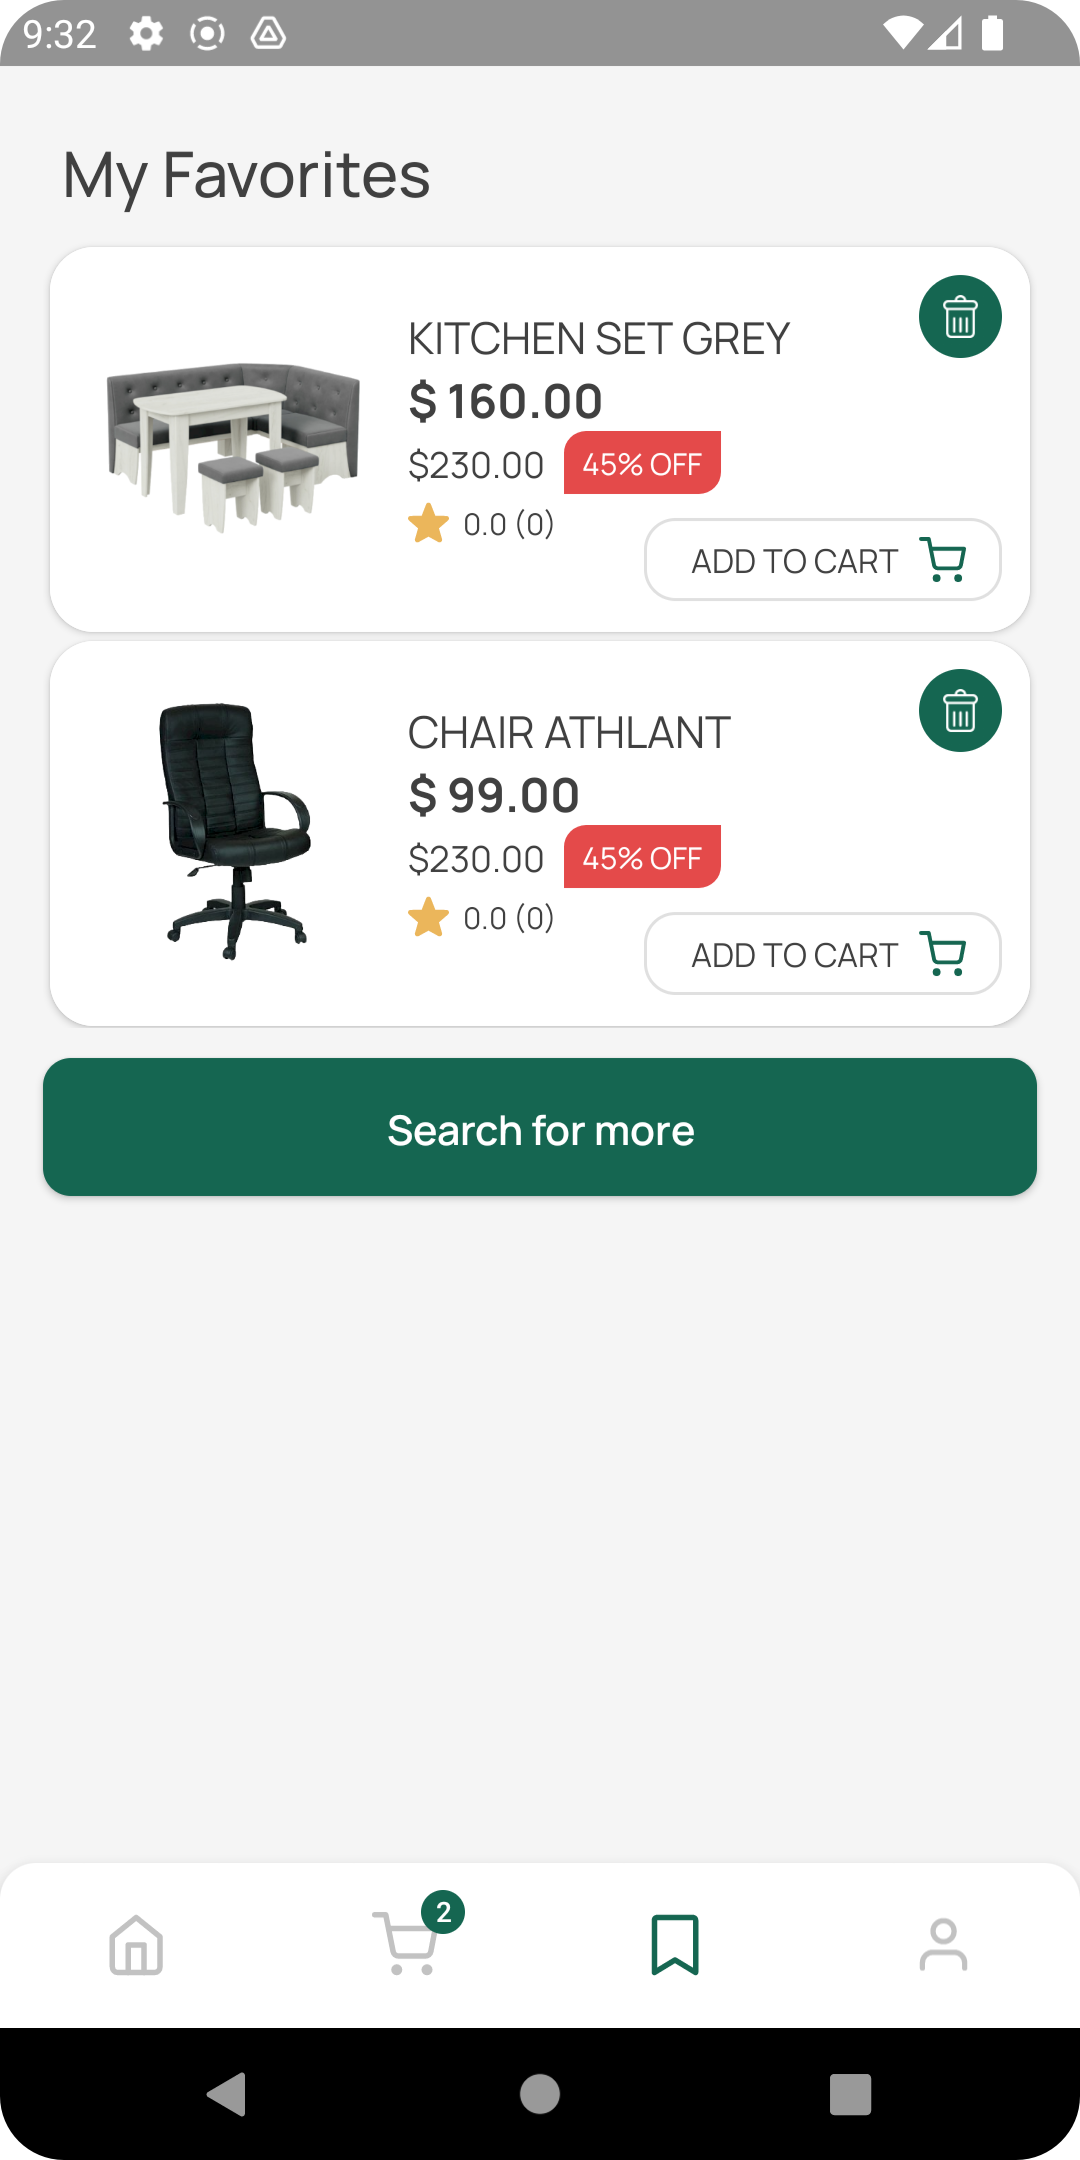 9:32
My Favorites
KITCHEN SET GREY
$ 160.00
$230.00 45% OFF
0.0 (0)
ADD TO CART
CHAIR ATHLANT
$ 99.00
$230.00 45% OFF
0.0 (0)
ADD TO CART
Search for more
2